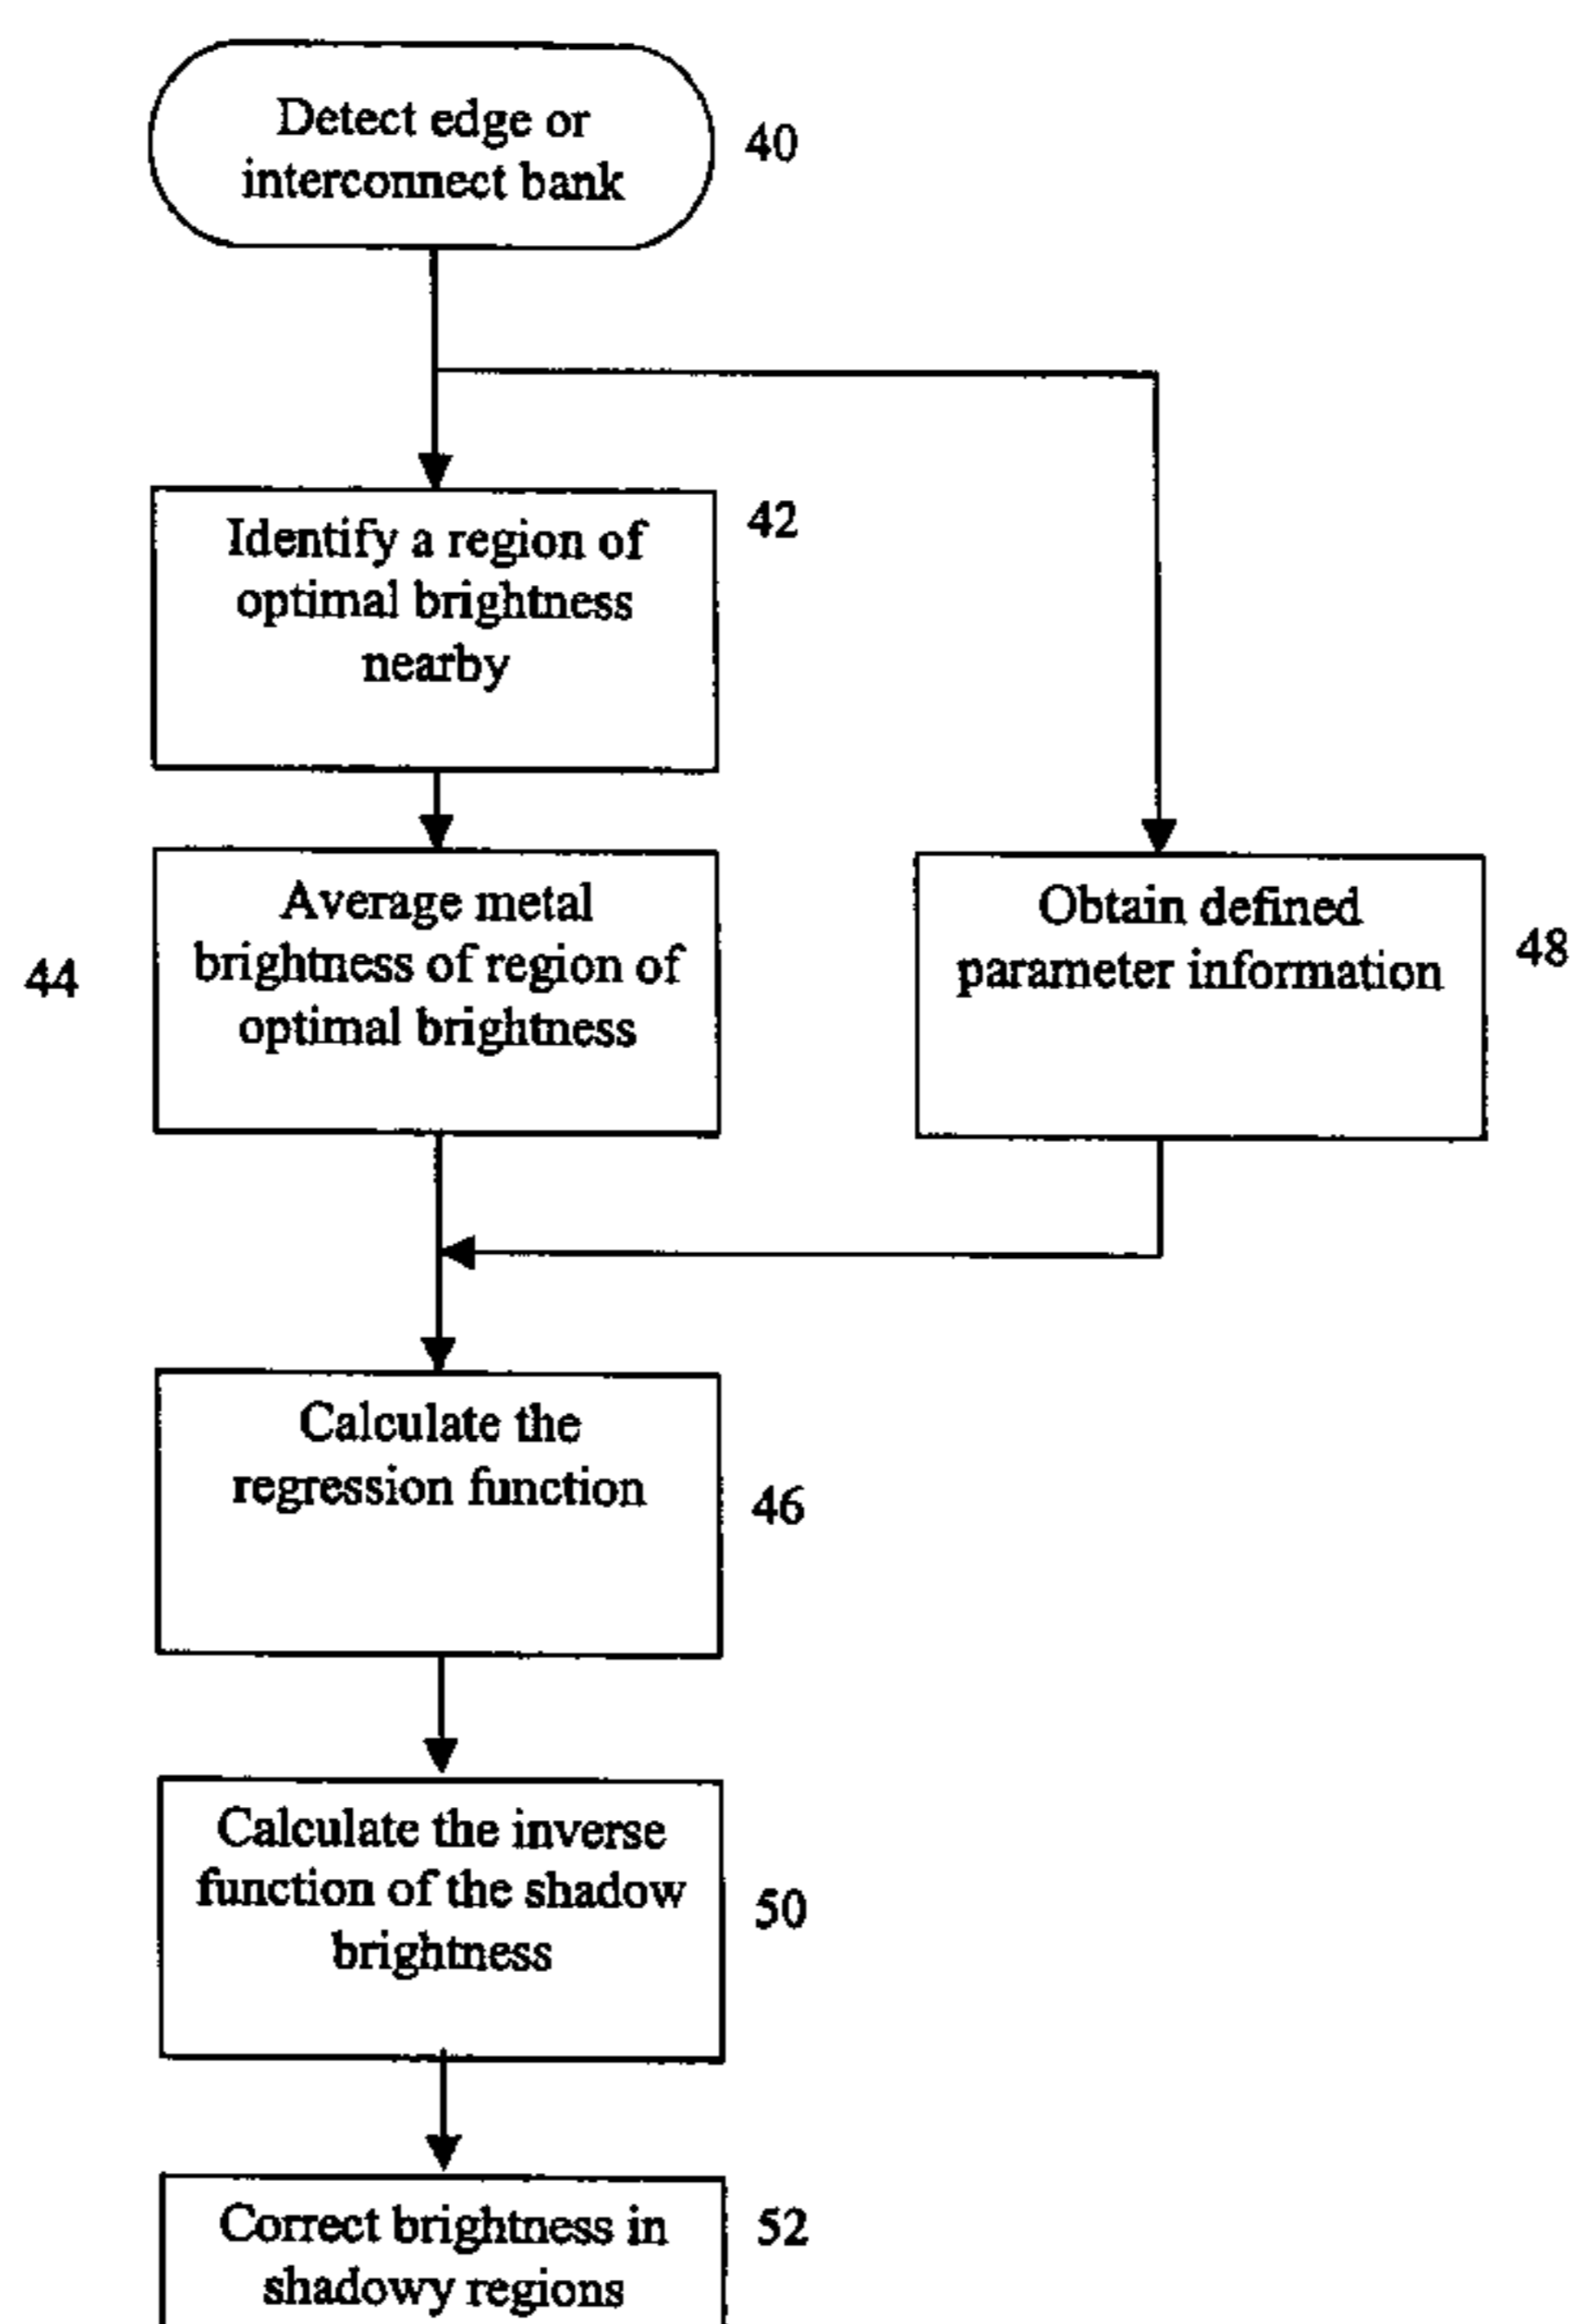 Detect edge or
interconnect bank
40
Identify a region of
optimal brightness
nearby
42
44
Average metal
brightness of region of
optimal brightness
Obtain defined
parameter information
48
Calculate the
regression function
46
Calculate the inverse
function of the shadow
brightness
50
Correct brightness in
shadowy regions
52